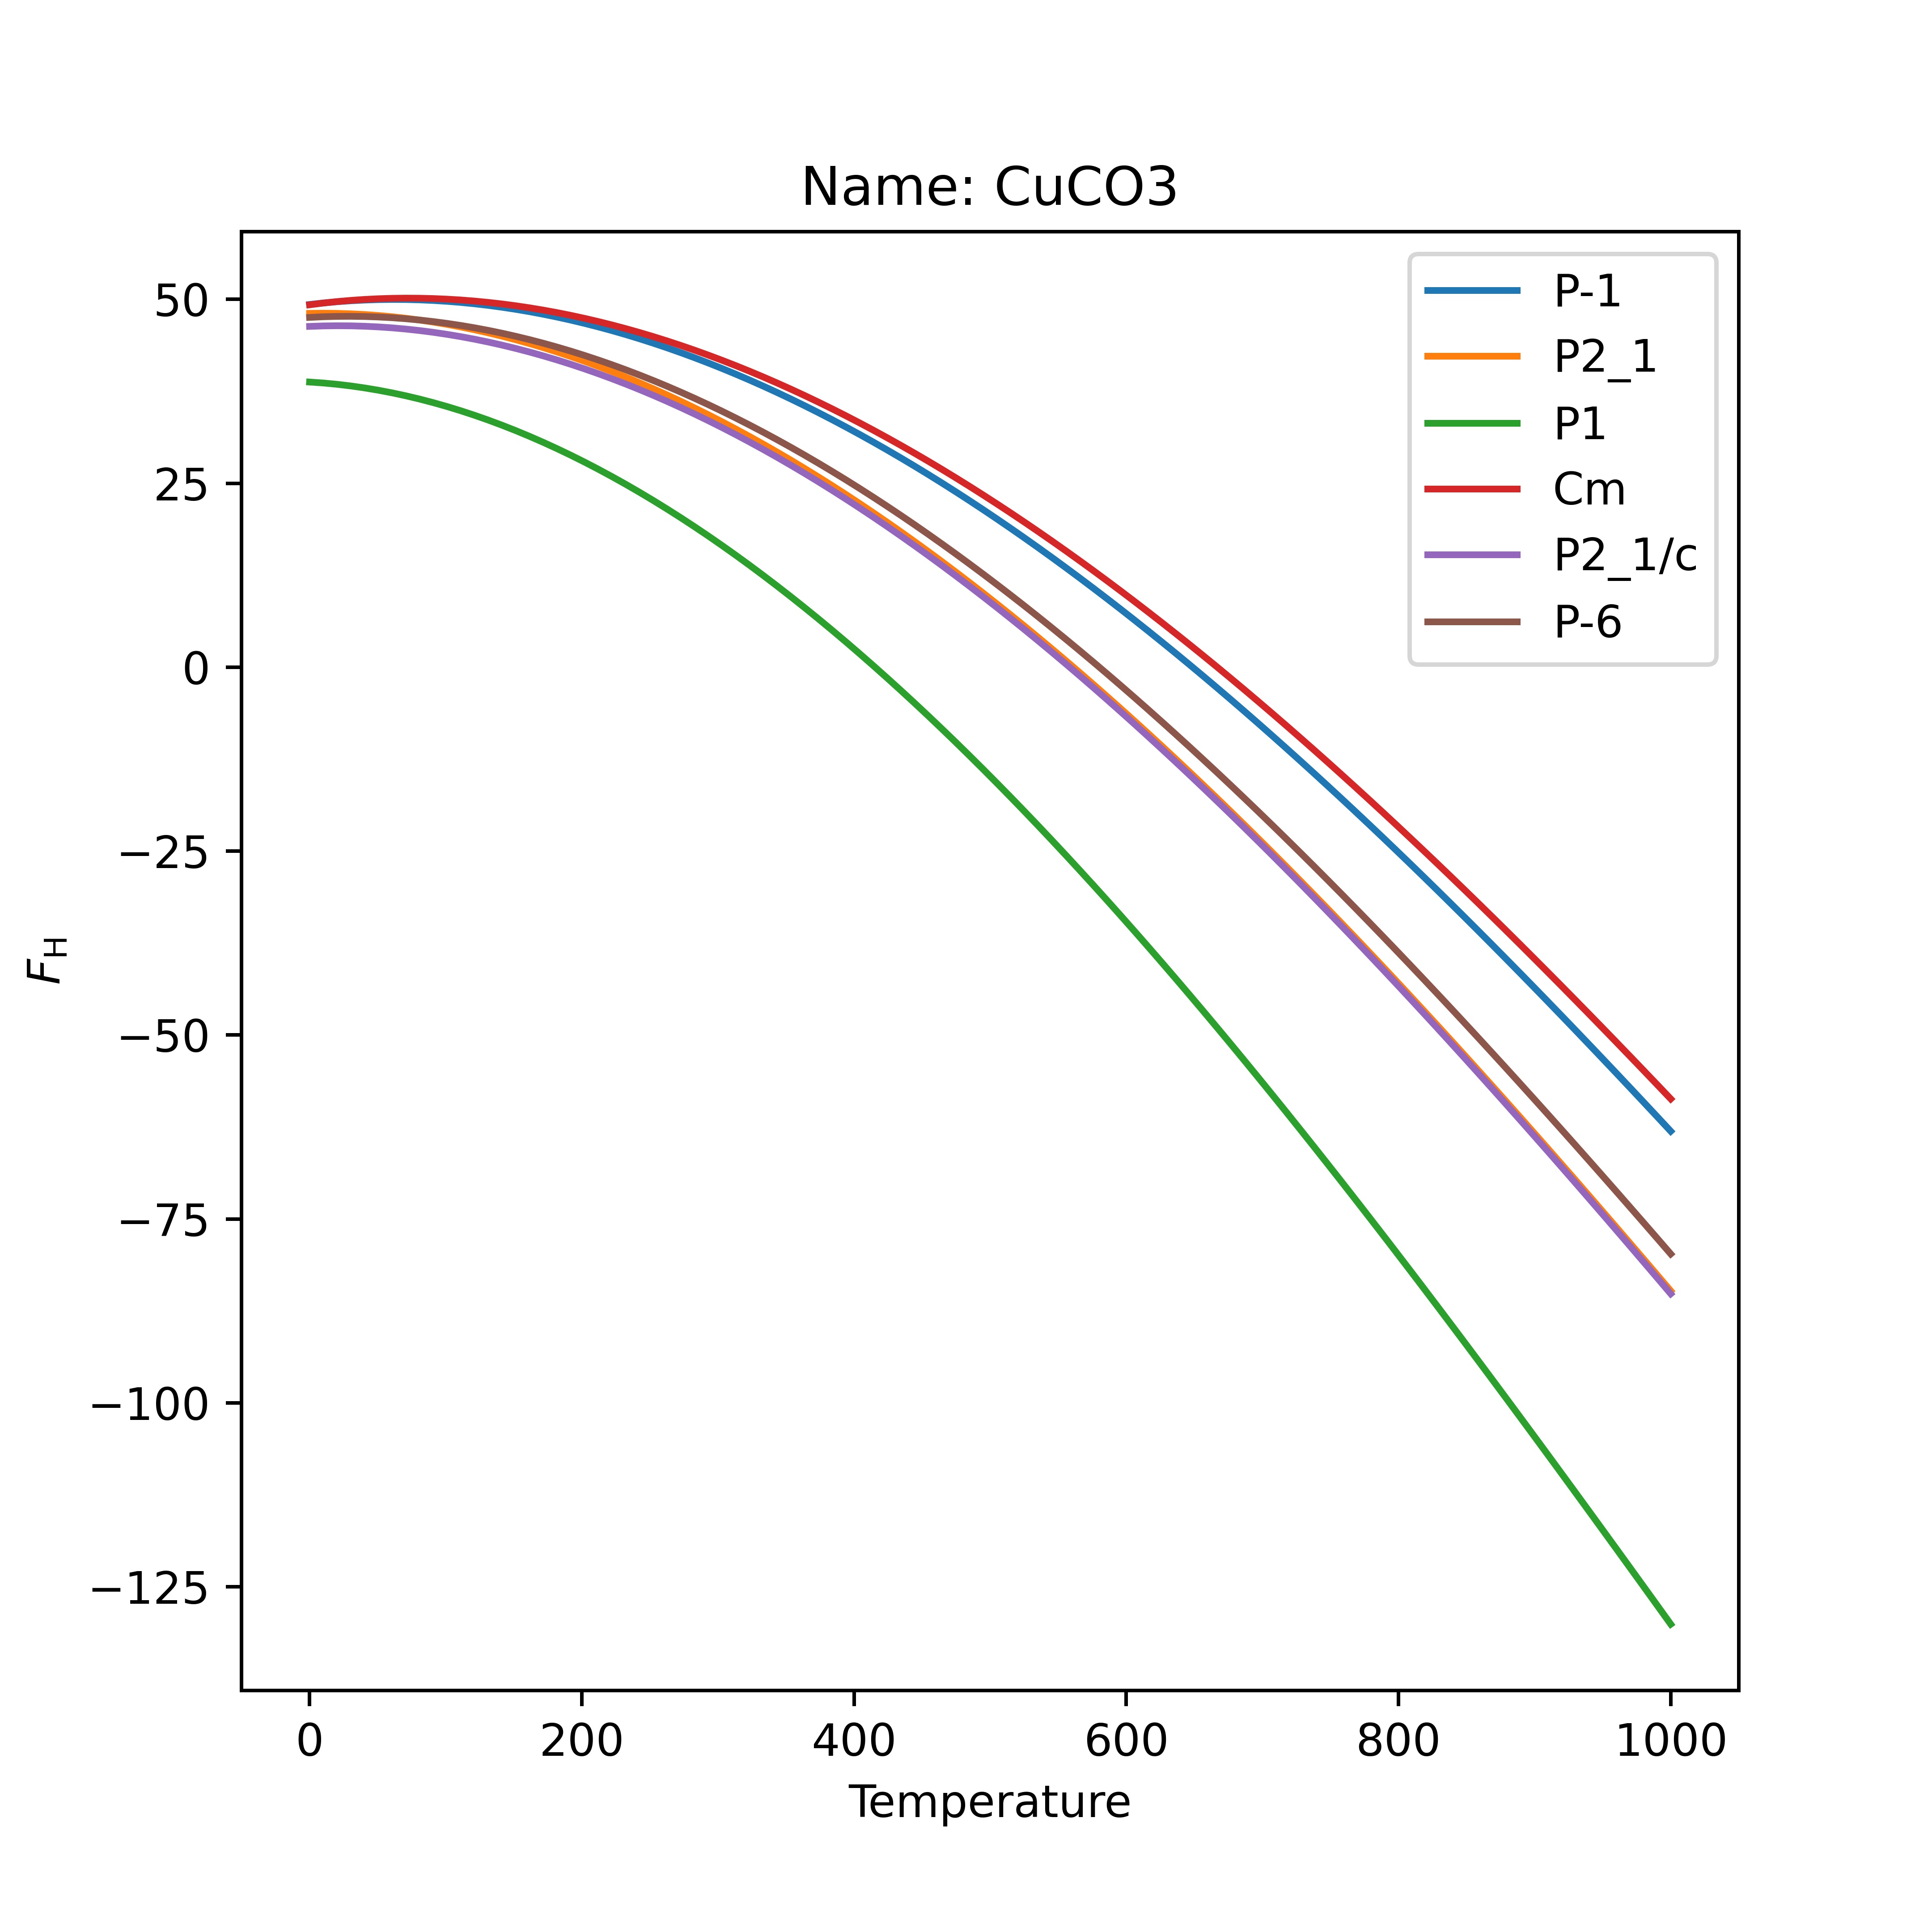 Name: CuCO3
P-1
P2_1
P1
Cm
P2_1/c
P-6
50
25
0
−25
−50
−75
−100
−125
F_H
0 200 400 600 800 1000
Temperature